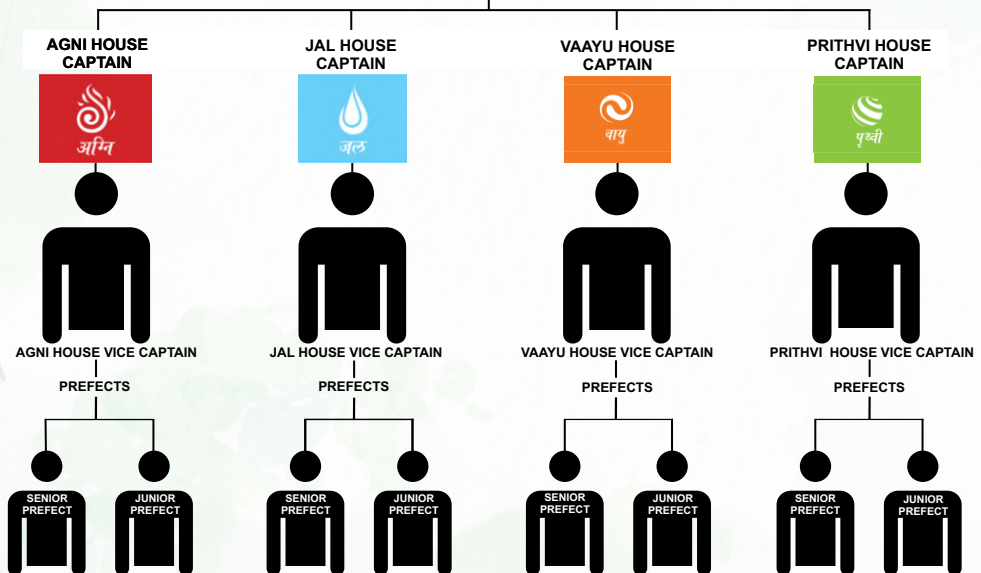 AGNI HOUSE
CAPTAIN
JAL HOUSE
CAPTAIN
VAAYU HOUSE
CAPTAIN
PRITHVI HOUSE
CAPTAIN
अग्नि
जल
वायु
पृथ्वी
AGNI HOUSE VICE CAPTAIN
JAL HOUSE VICE CAPTAIN
VAAYU HOUSE VICE CAPTAIN
PRITHVI HOUSE VICE CAPTAIN
PREFECTS
PREFECTS
PREFECTS
PREFECTS
SENIOR
PREFECT
JUNIOR
PREFECT
SENIOR
PREFECT
JUNIOR
PREFECT
SENIOR
PREFECT
JUNIOR
PREFECT
SENIOR
PREFECT
JUNIOR
PREFECT